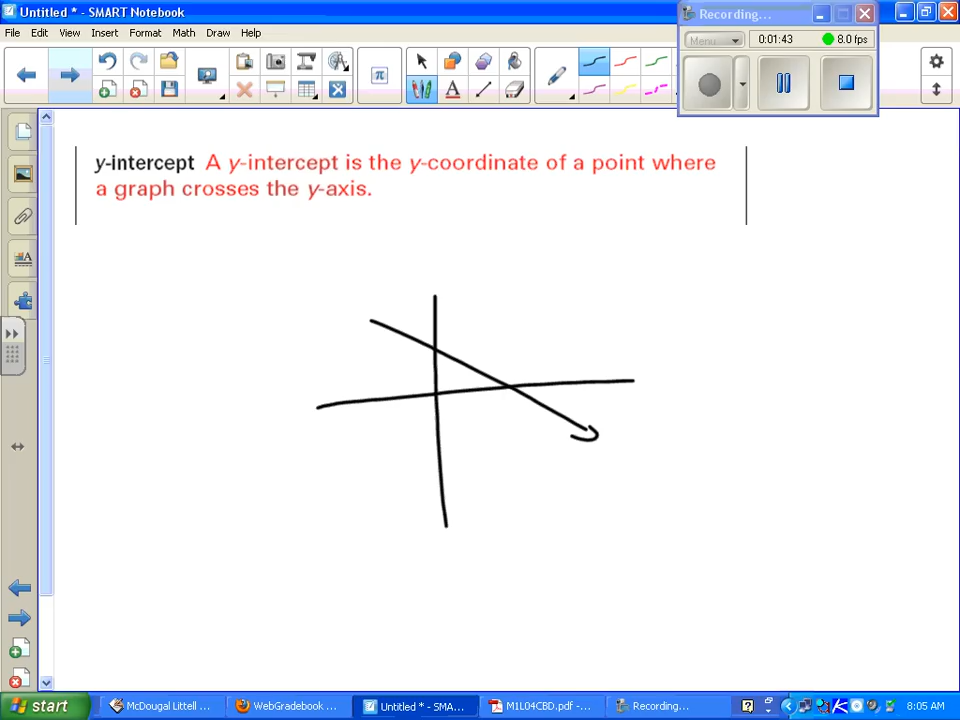 Untitled * - SMART Notebook
Recording...
File Edit View Insert Format Math Draw Help
Menu
0:01:43
8.0 fps
π
A
y-intercept A y-intercept is the y-coordinate of a point where
a graph crosses the y-axis.
start
McDougal Littell ...
WebGradebook ...
Untitled * - SMA...
M1L04CBD.pdf - ...
Recording...
8:05 AM